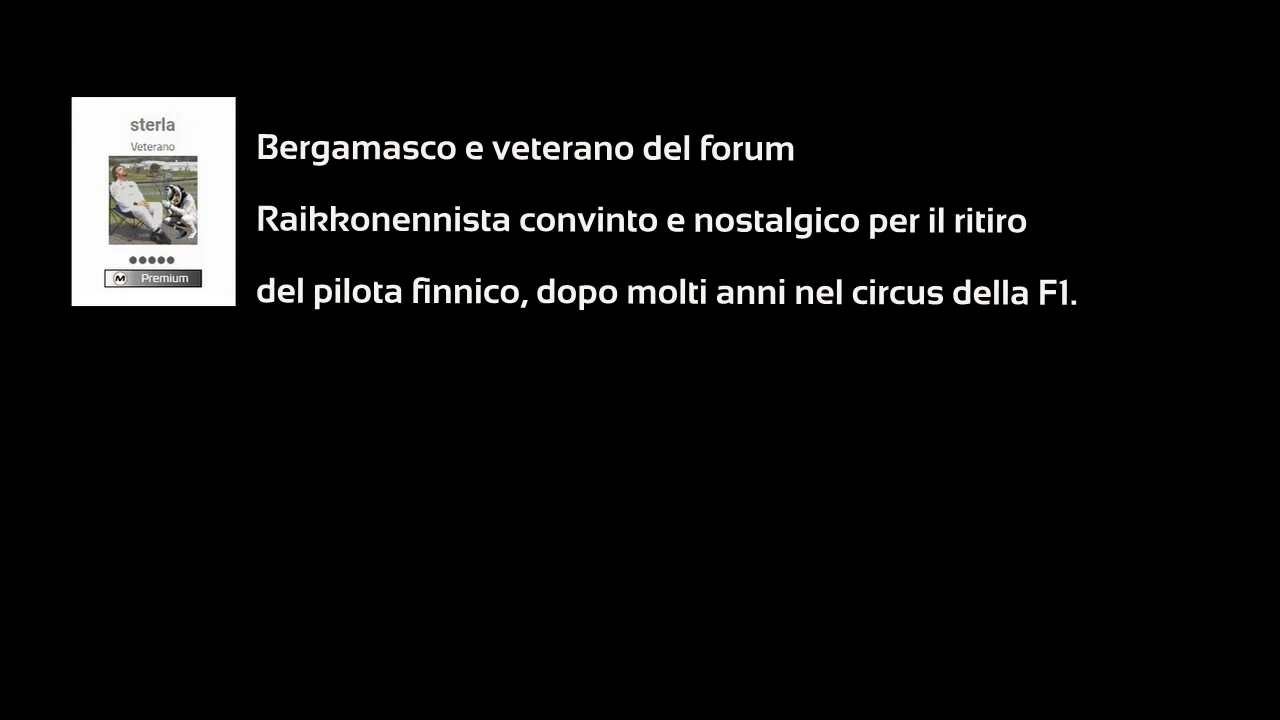 sterla
Veterano
Premium
Bergamasco e veterano del forum
Raikkonennista convinto e nostalgico per il ritiro
del pilota finnico, dopo molti anni nel circus della F1.